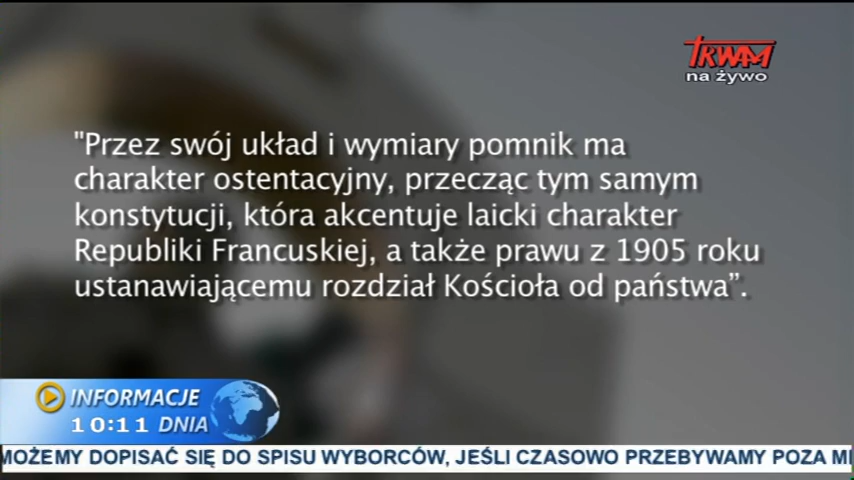 TRWAM
na żywo
"Przez swój układ i wymiary pomnik ma
charakter ostentacyjny, przecząc tym samym
konstytucji, która akcentuje laicki charakter
Republiki Francuskiej, a także prawu z 1905 roku
ustanawiającemu rozdział Kościoła od państwa”.
INFORMACJE
10:11 DNIA
MOŻEMY DOPISAĆ SIĘ DO SPISU WYBORCÓW, JEŚLI CZASOWO PRZEBYWAMY POZA